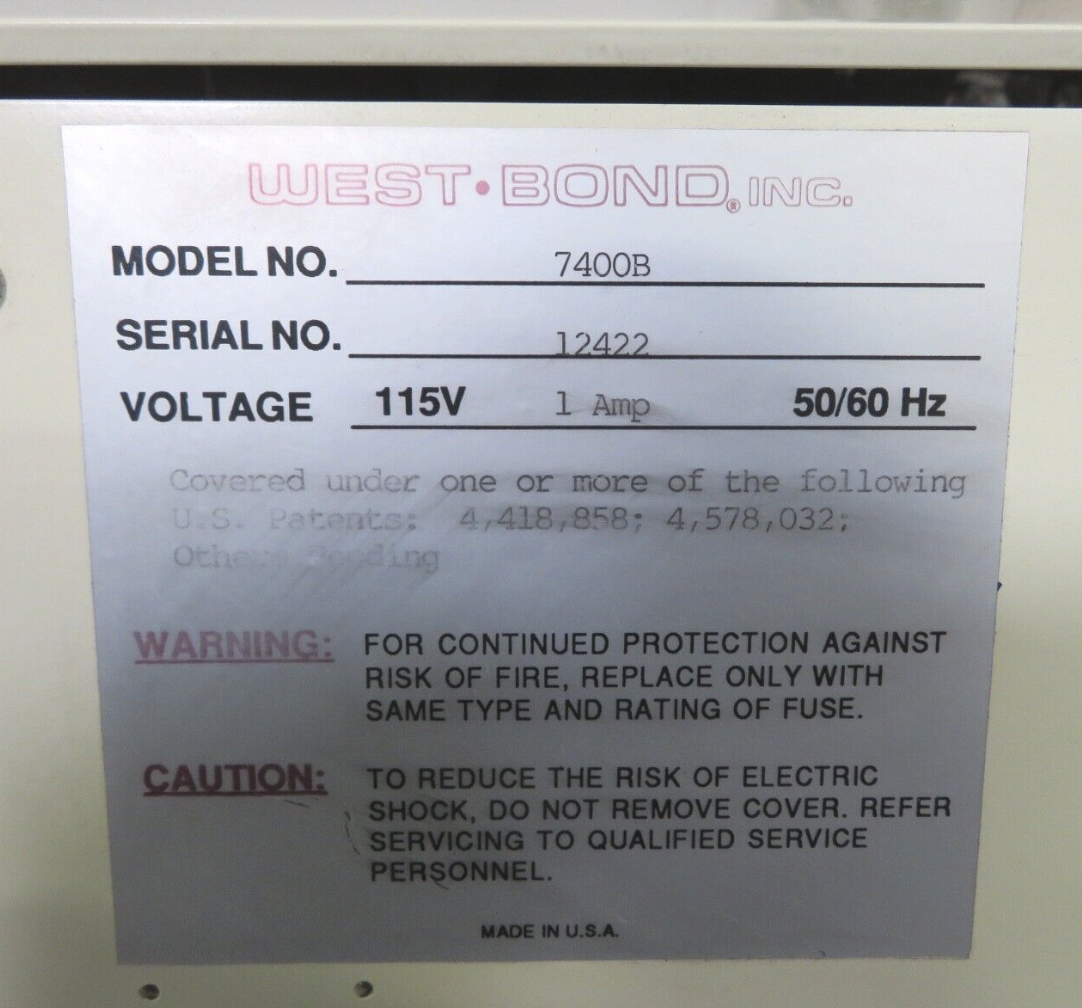 WEST·BOND® INC.
MODEL NO. 7400B
SERIAL NO. 12422
VOLTAGE 115V 1 Amp 50/60 Hz
Covered under one or more of the following
U.S. Patents: 4,418,858; 4,578,032;
Others Pending
WARNING: FOR CONTINUED PROTECTION AGAINST
RISK OF FIRE, REPLACE ONLY WITH
SAME TYPE AND RATING OF FUSE.
CAUTION: TO REDUCE THE RISK OF ELECTRIC
SHOCK, DO NOT REMOVE COVER. REFER
SERVICING TO QUALIFIED SERVICE
PERSONNEL.
MADE IN U.S.A.